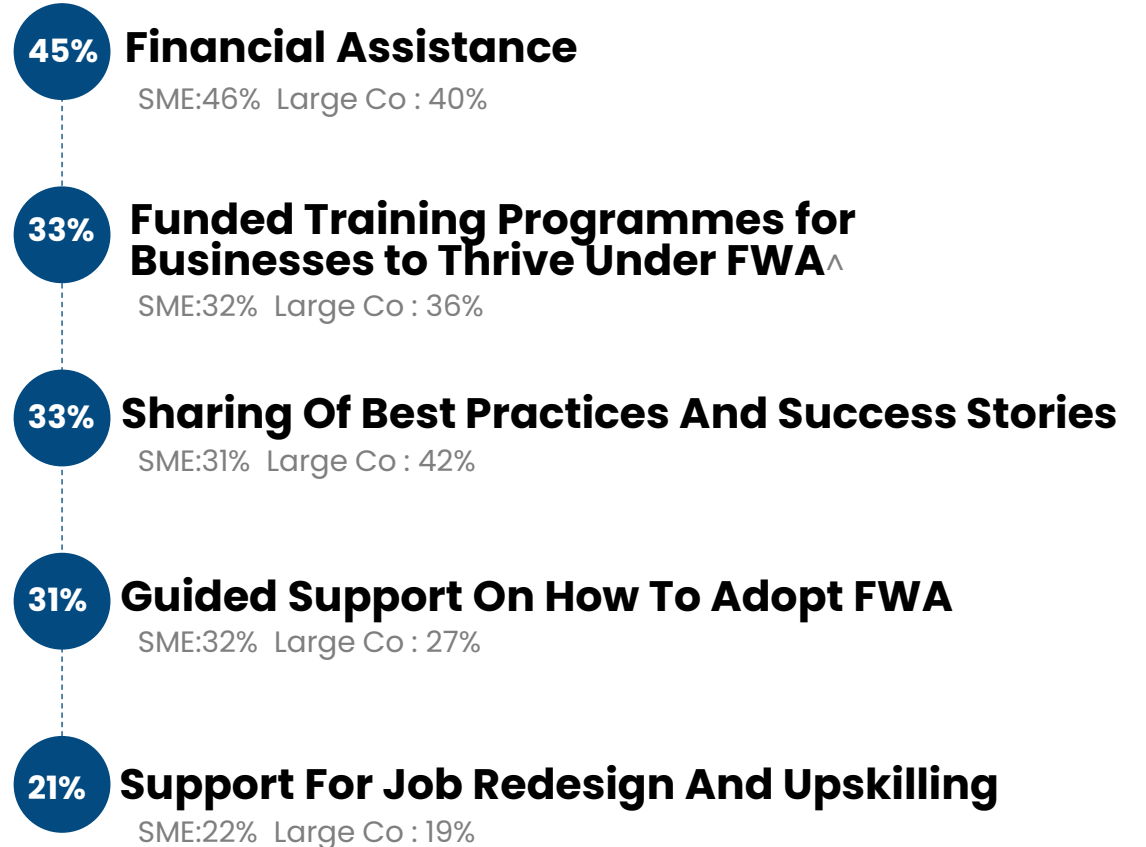 45% Financial Assistance
SME:46% Large Co : 40%
33% Funded Training Programmes for
Businesses to Thrive Under FWA^
SME:32% Large Co : 36%
33% Sharing Of Best Practices And Success Stories
SME:31% Large Co : 42%
31% Guided Support On How To Adopt FWA
SME:32% Large Co : 27%
21% Support For Job Redesign And Upskilling
SME:22% Large Co : 19%